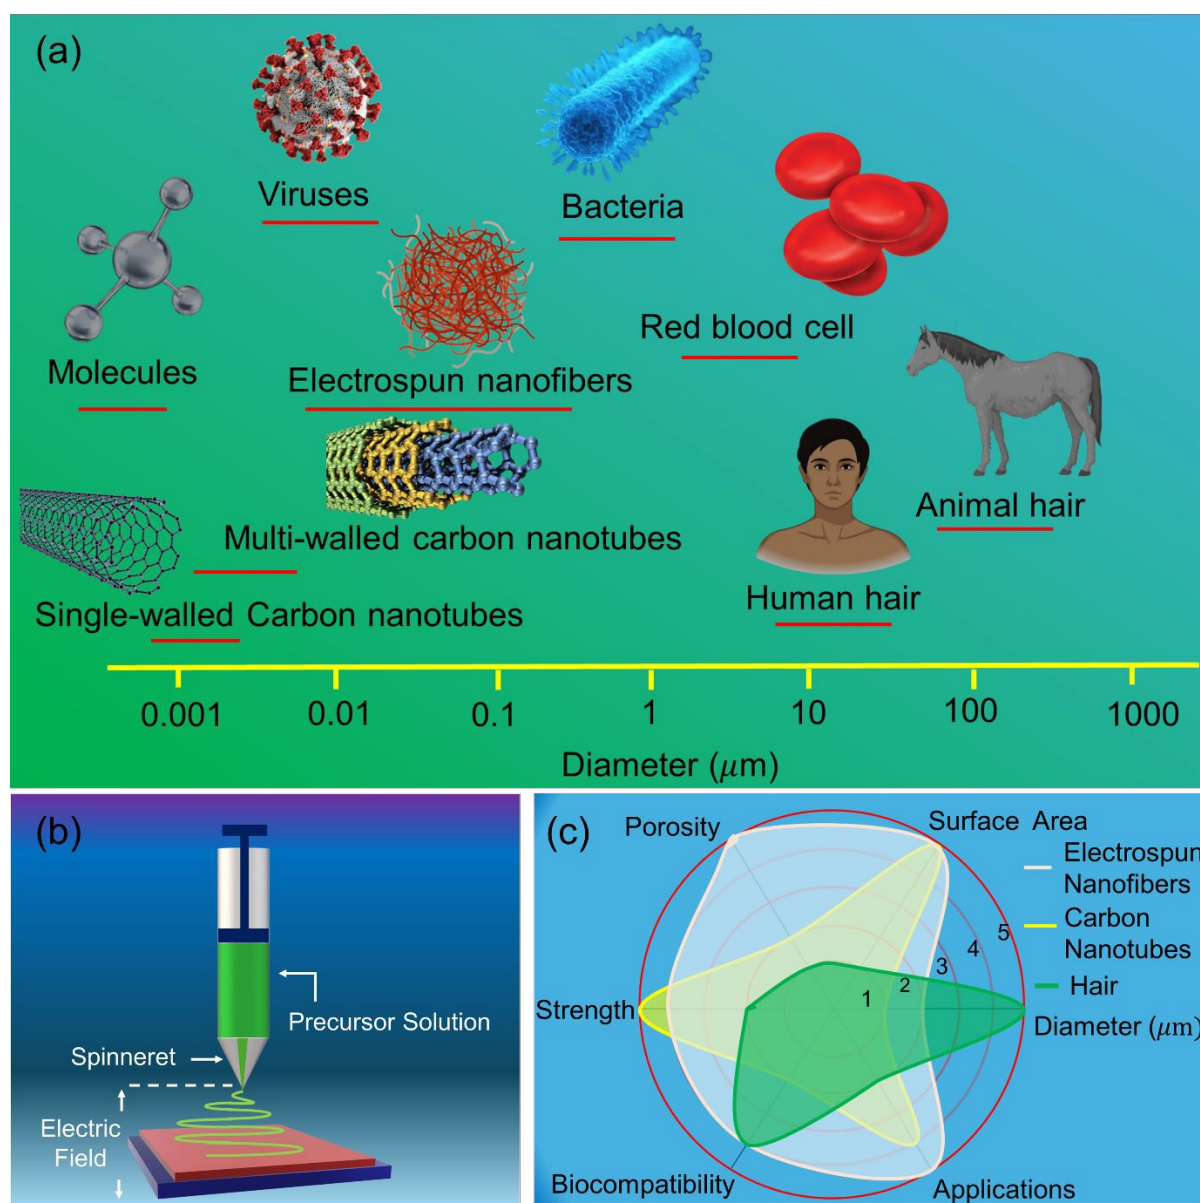 (a)
Viruses
Bacteria
Molecules
Electrospun nanofibers
Red blood cell
Multi-walled carbon nanotubes
Animal hair
Single-walled Carbon nanotubes
Human hair
0.001 0.01 0.1 1 10 100 1000
Diameter (μm)
(b)
Precursor Solution
Spinneret
Electric
Field
(c)
Porosity
Surface Area
Electrospun
Nanofibers
Carbon
Nanotubes
Hair
1 2 3 4 5
Strength
Diameter (μm)
Biocompatibility
Applications